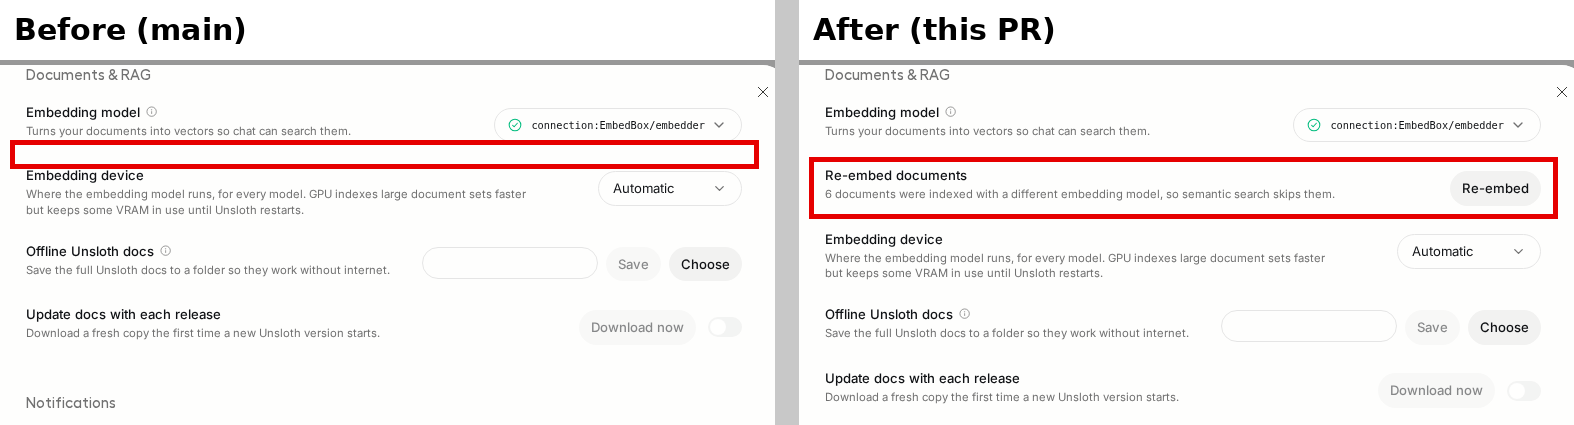 Before (main)
Documents & RAG
Embedding model
Turns your documents into vectors so chat can search them.
connection:EmbedBox/embedder
Embedding device
Where the embedding model runs, for every model. GPU indexes large document sets faster
but keeps some VRAM in use until Unsloth restarts.
Automatic
Offline Unsloth docs
Save the full Unsloth docs to a folder so they work without internet.
Save
Choose
Update docs with each release
Download a fresh copy the first time a new Unsloth version starts.
Download now
Notifications
After (this PR)
Documents & RAG
Embedding model
Turns your documents into vectors so chat can search them.
connection:EmbedBox/embedder
Re-embed documents
6 documents were indexed with a different embedding model, so semantic search skips them.
Re-embed
Embedding device
Where the embedding model runs, for every model. GPU indexes large document sets faster
but keeps some VRAM in use until Unsloth restarts.
Automatic
Offline Unsloth docs
Save the full Unsloth docs to a folder so they work without internet.
Save
Choose
Update docs with each release
Download a fresh copy the first time a new Unsloth version starts.
Download now